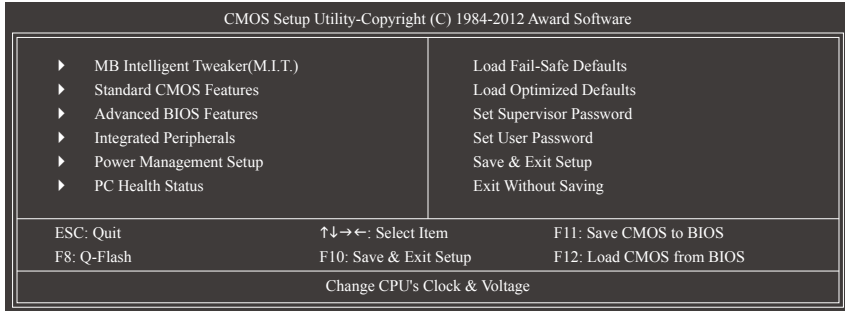 CMOS Setup Utility-Copyright (C) 1984-2012 Award Software
MB Intelligent Tweaker(M.I.T.)
Standard CMOS Features
Advanced BIOS Features
Integrated Peripherals
Power Management Setup
PC Health Status
Load Fail-Safe Defaults
Load Optimized Defaults
Set Supervisor Password
Set User Password
Save & Exit Setup
Exit Without Saving
ESC: Quit ↑↓→←: Select Item F11: Save CMOS to BIOS
F8: Q-Flash F10: Save & Exit Setup F12: Load CMOS from BIOS
Change CPU's Clock & Voltage